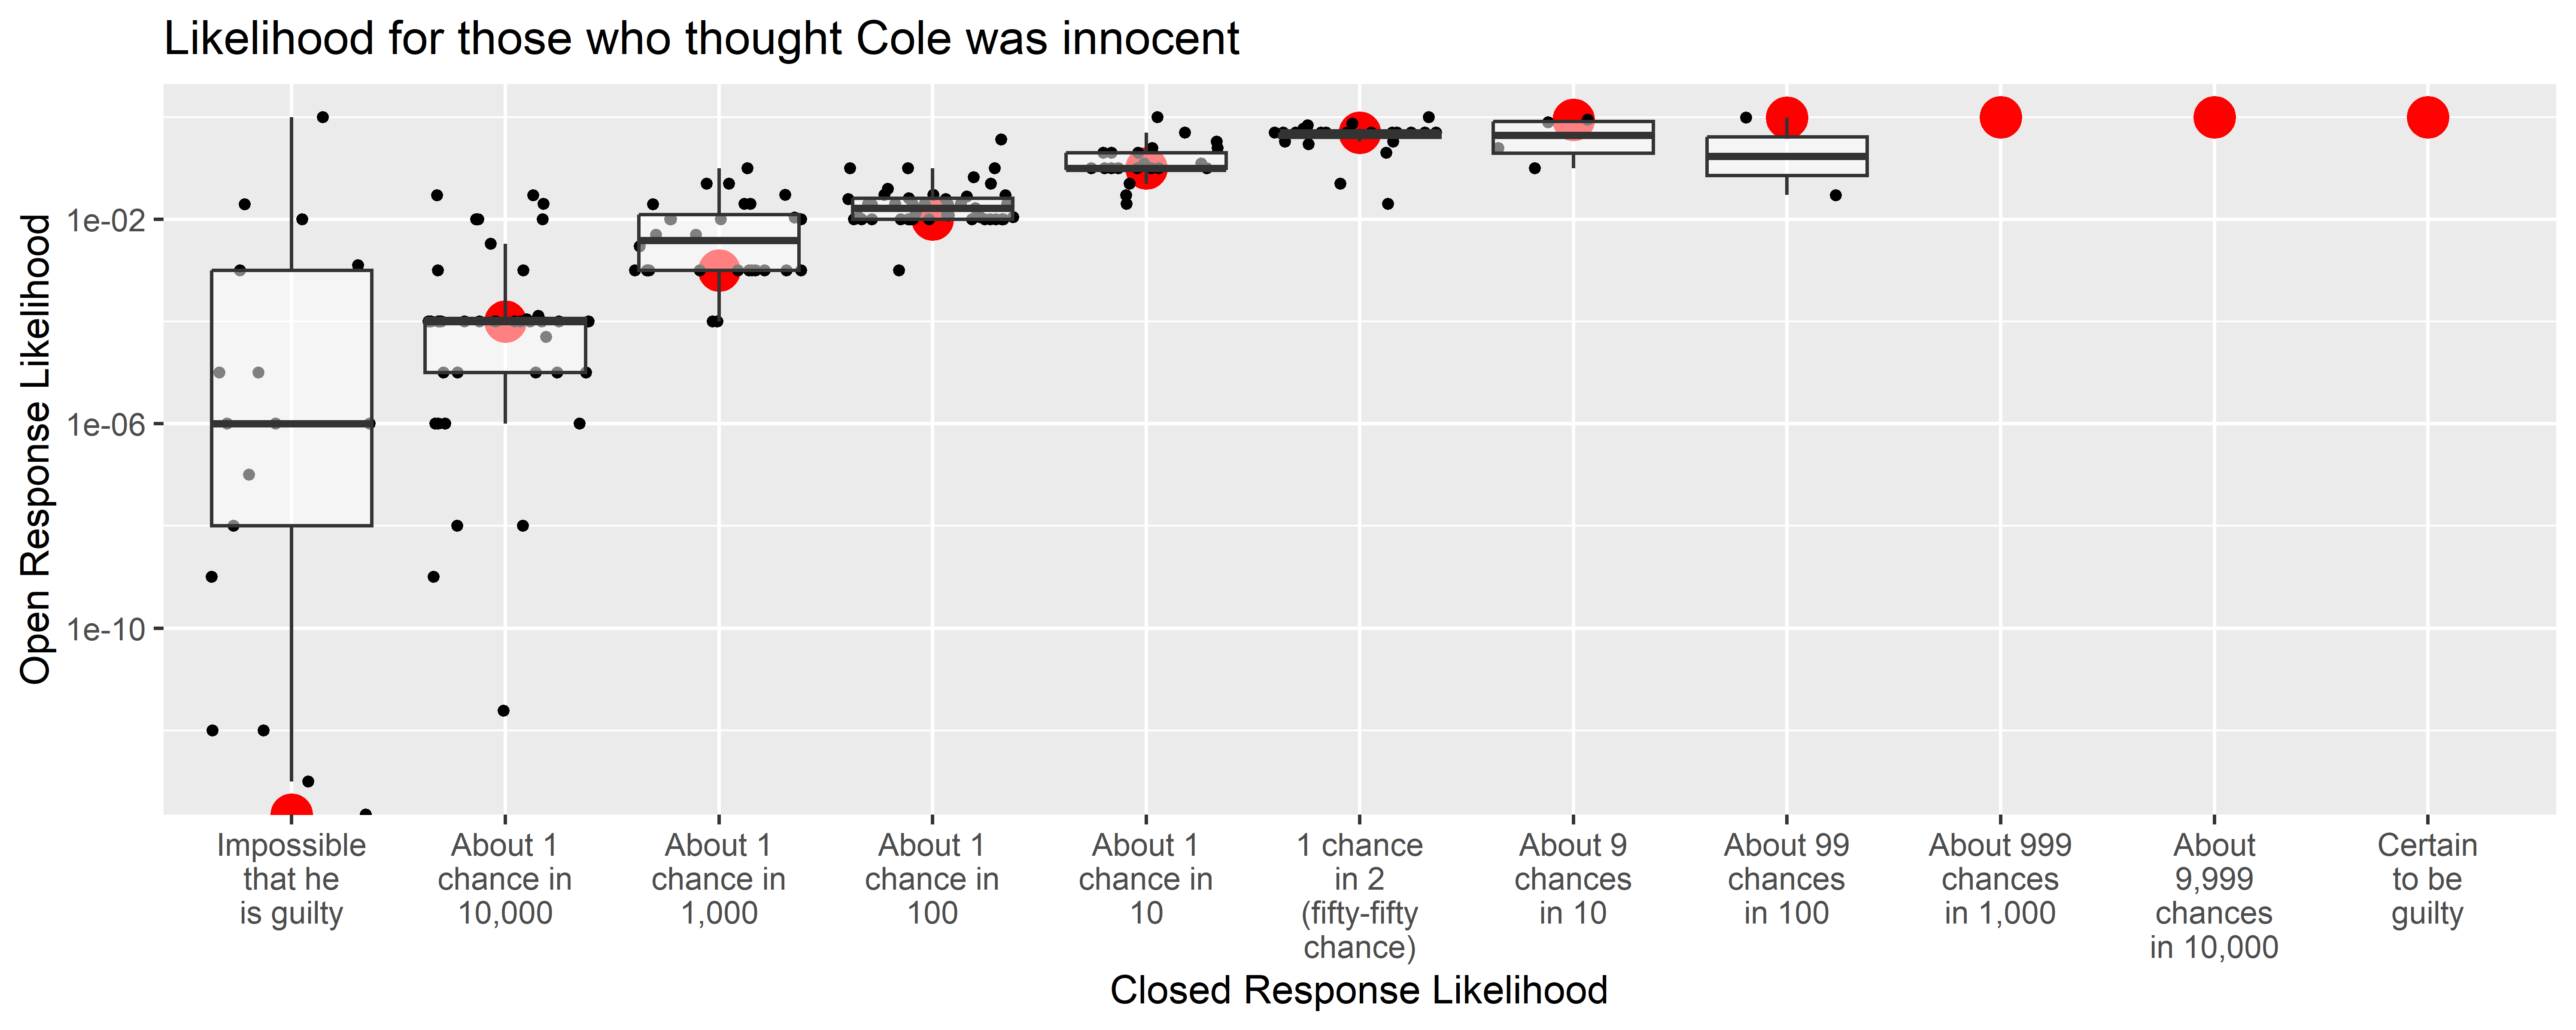 Likelihood for those who thought Cole was innocent
Open Response Likelihood
1e-02
1e-06
1e-10
Impossible
that he
is guilty
About 1
chance in
10,000
About 1
chance in
1,000
About 1
chance in
100
About 1
chance in
10
1 chance
in 2
(fifty-fifty
chance)
About 9
chances
in 10
About 99
chances
in 100
About 999
chances
in 1,000
About
9,999
chances
in 10,000
Certain
to be
guilty
Closed Response Likelihood